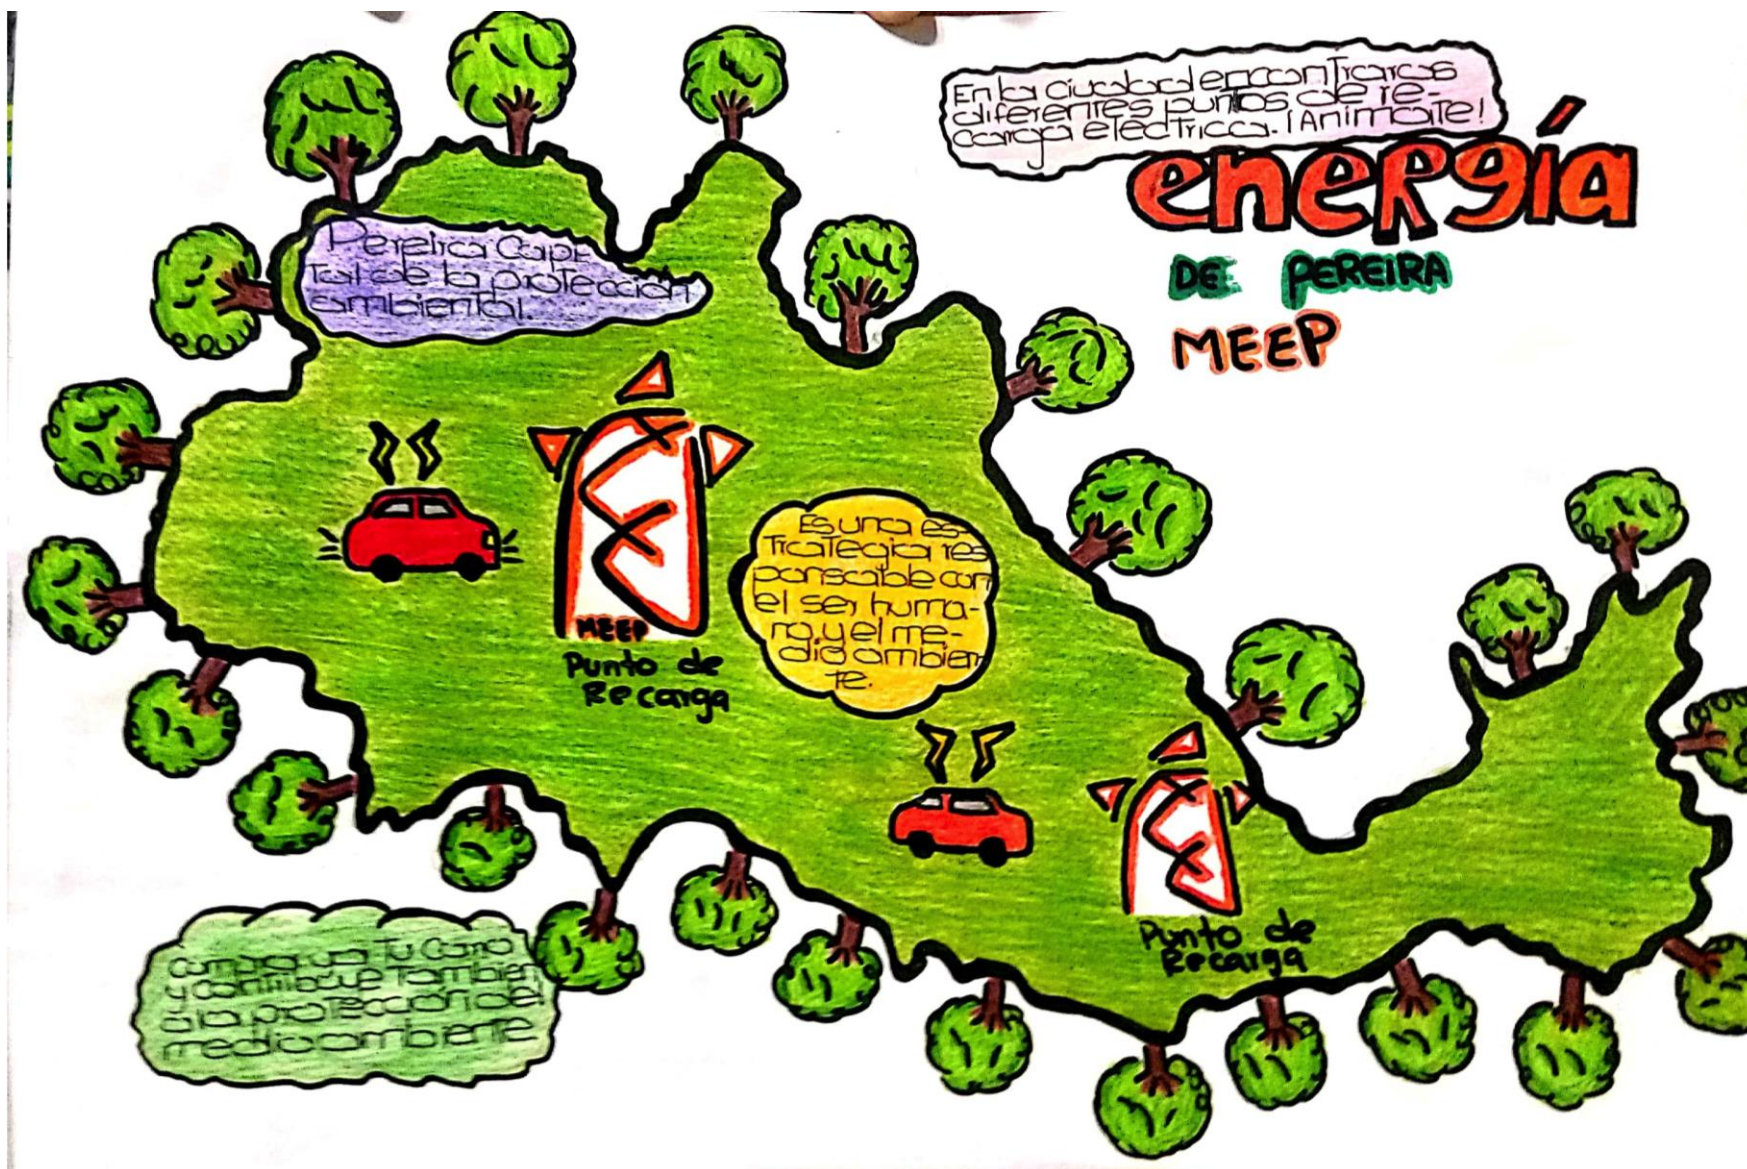 En la ciudad encontraras
diferentes puntos de re-
carga eléctrica. ¡Animate!
energía
DE PEREIRA
MEEP
Pereira Capi
tal de la protección
ambiental.
Es una es
trategia res
ponsable con
el ser huma-
no, y el me-
dio ambien
te.
MEEP
Punto de
Recarga
Punto de
Recarga
compra ya Tu Carro
y contribuye También
a la protección del
medio ambiente